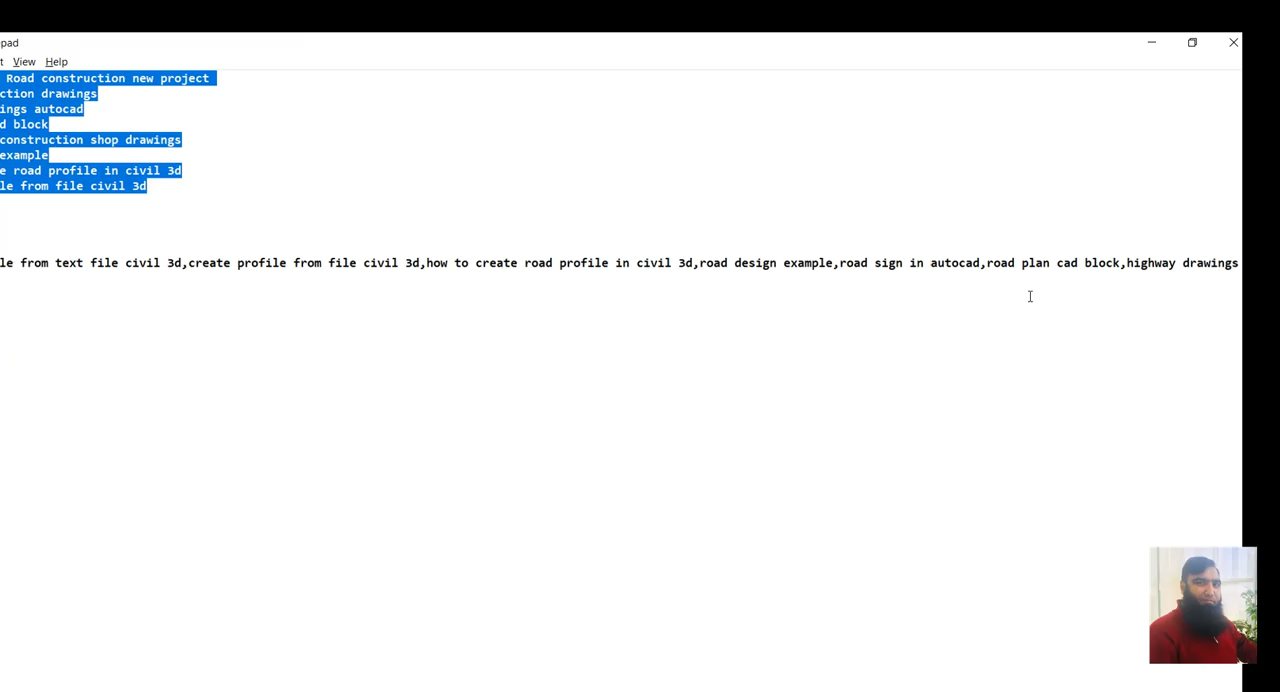 pad
t View Help
Road construction new project
ction drawings
ings autocad
d block
construction shop drawings
example
e road profile in civil 3d
le from file civil 3d
le from text file civil 3d,create profile from file civil 3d,how to create road profile in civil 3d,road design example,road sign in autocad,road plan cad block,highway drawings